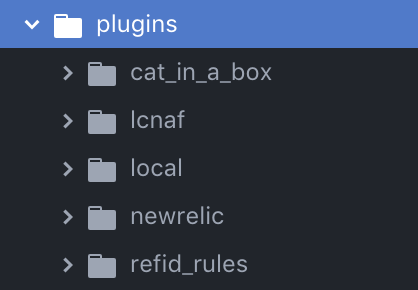 plugins
cat_in_a_box
lcnaf
local
newrelic
refid_rules